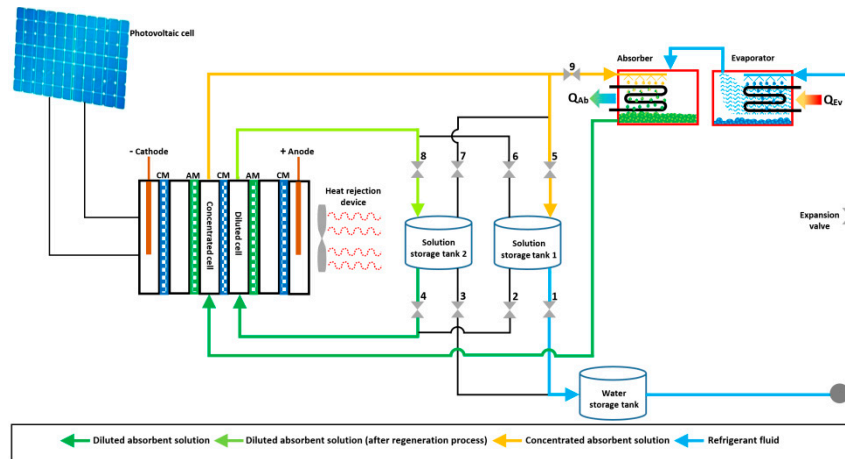 Photovoltaic cell
Absorber
Evaporator
9
QAb
QEv
- Cathode
+ Anode
CM
AM
CM
AM
CM
Heat rejection
device
Concentrated cell
Diluted cell
8
7
6
5
Solution
storage tank 2
Solution
storage tank 1
Expansion
valve
4
3
2
1
Water
storage tank
Diluted absorbent solution
Diluted absorbent solution (after regeneration process)
Concentrated absorbent solution
Refrigerant fluid